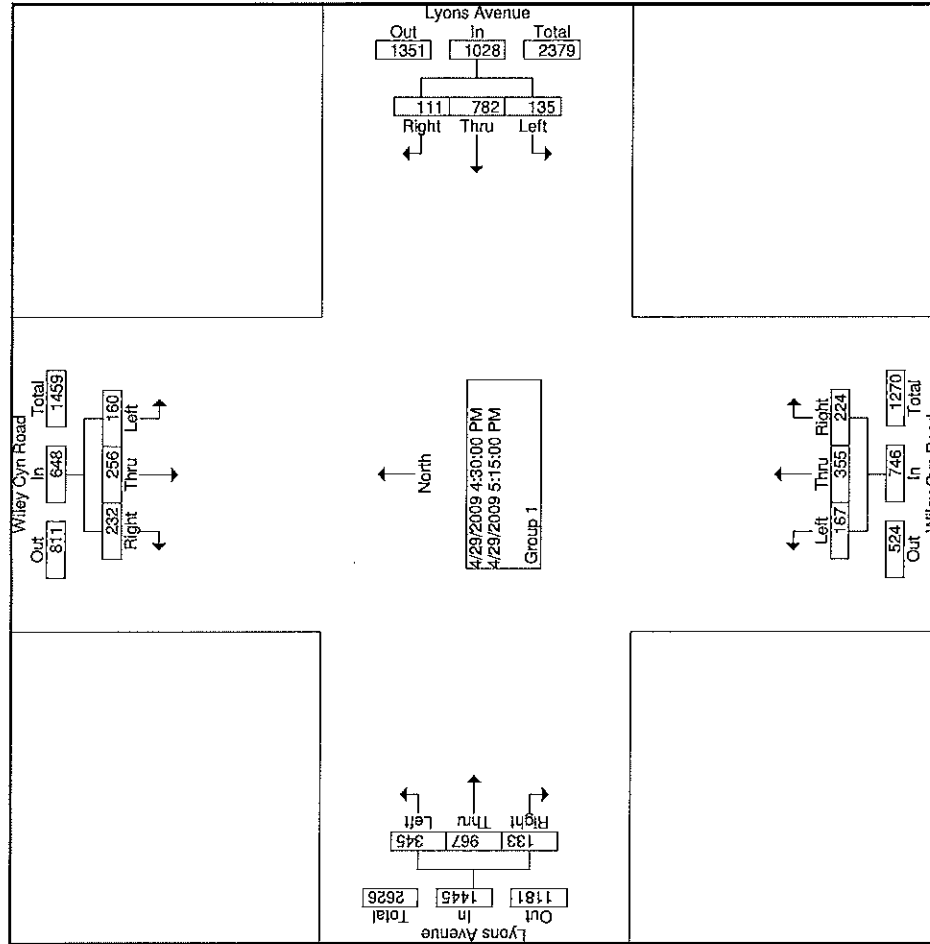 Lyons Avenue
Out In Total
1351 1028 2379
111 782 135
Right Thru Left
Wiley Cyn Road
Out In Total
811 648 1459
232 256 160
Right Thru Left
North
4/29/2009 4:30:00 PM
4/29/2009 5:15:00 PM
Group 1
Left Thru Right
167 355 224
524 746 1270
Out In Total
Wiley Cyn Road
Left Thru Right
345 967 133
Total In Out
2626 1445 1181
Lyons Avenue